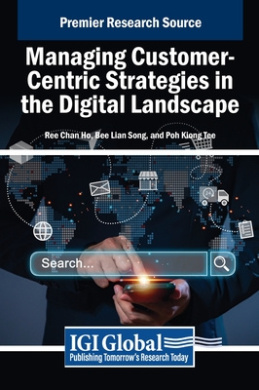 Premier Research Source
Managing Customer-
Centric Strategies in
the Digital Landscape
Ree Chan Ho, Bee Lian Song, and Poh Kiong Tee
Search...
IGI Global
Publishing Tomorrow's Research Today